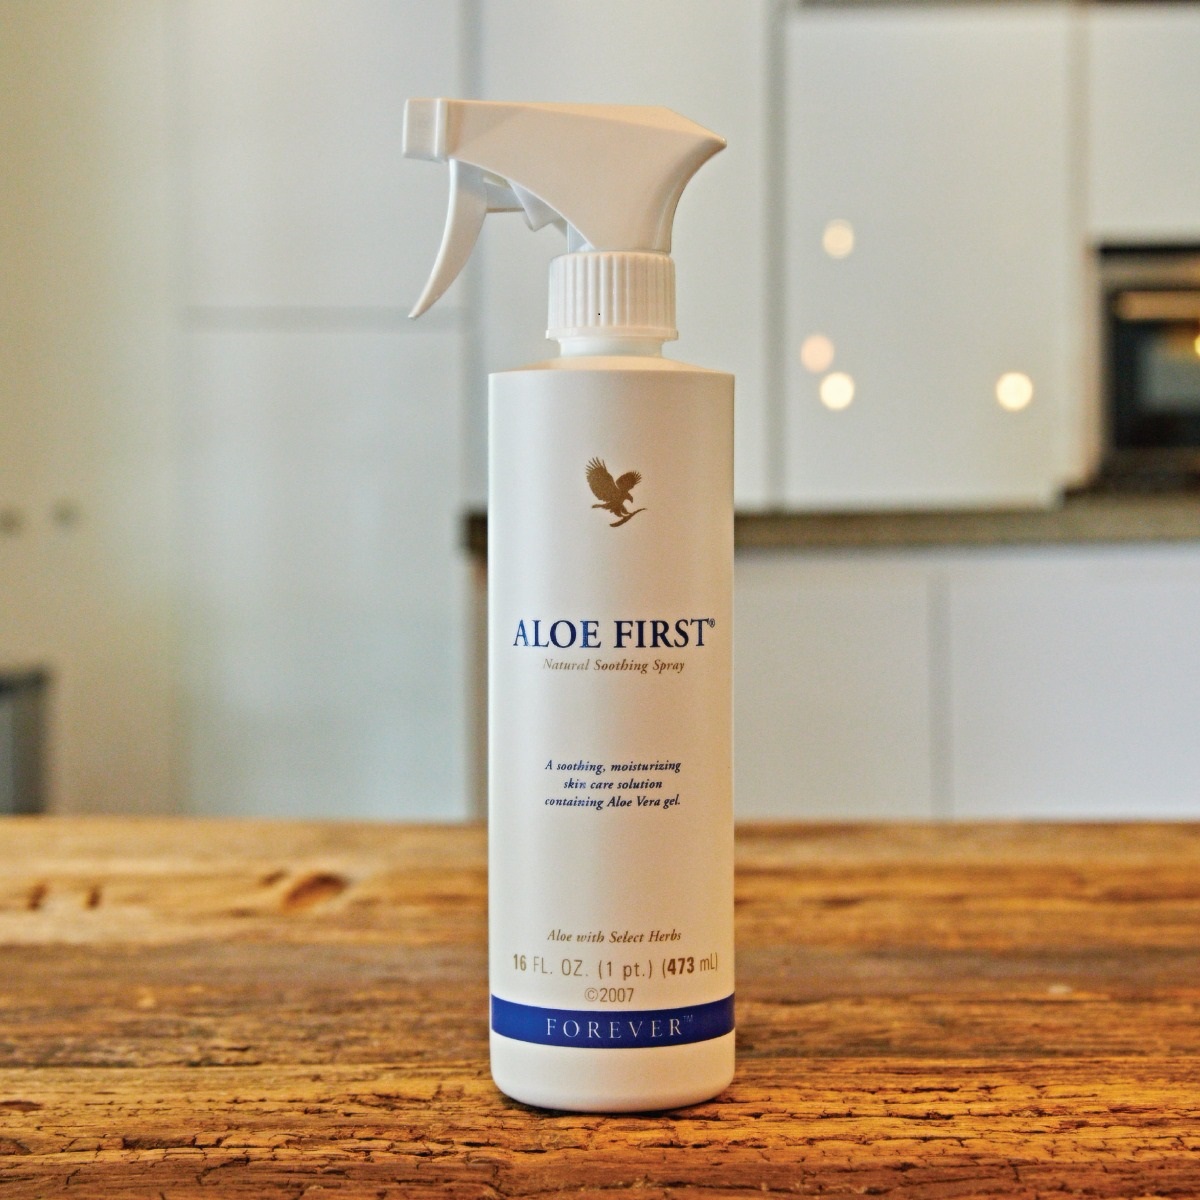 ALOE FIRST®
Natural Soothing Spray
A soothing, moisturizing
skin care solution
containing Aloe Vera gel.
Aloe with Select Herbs
16 FL. OZ. (1 pt.) (473 mL)
©2007
FOREVER™